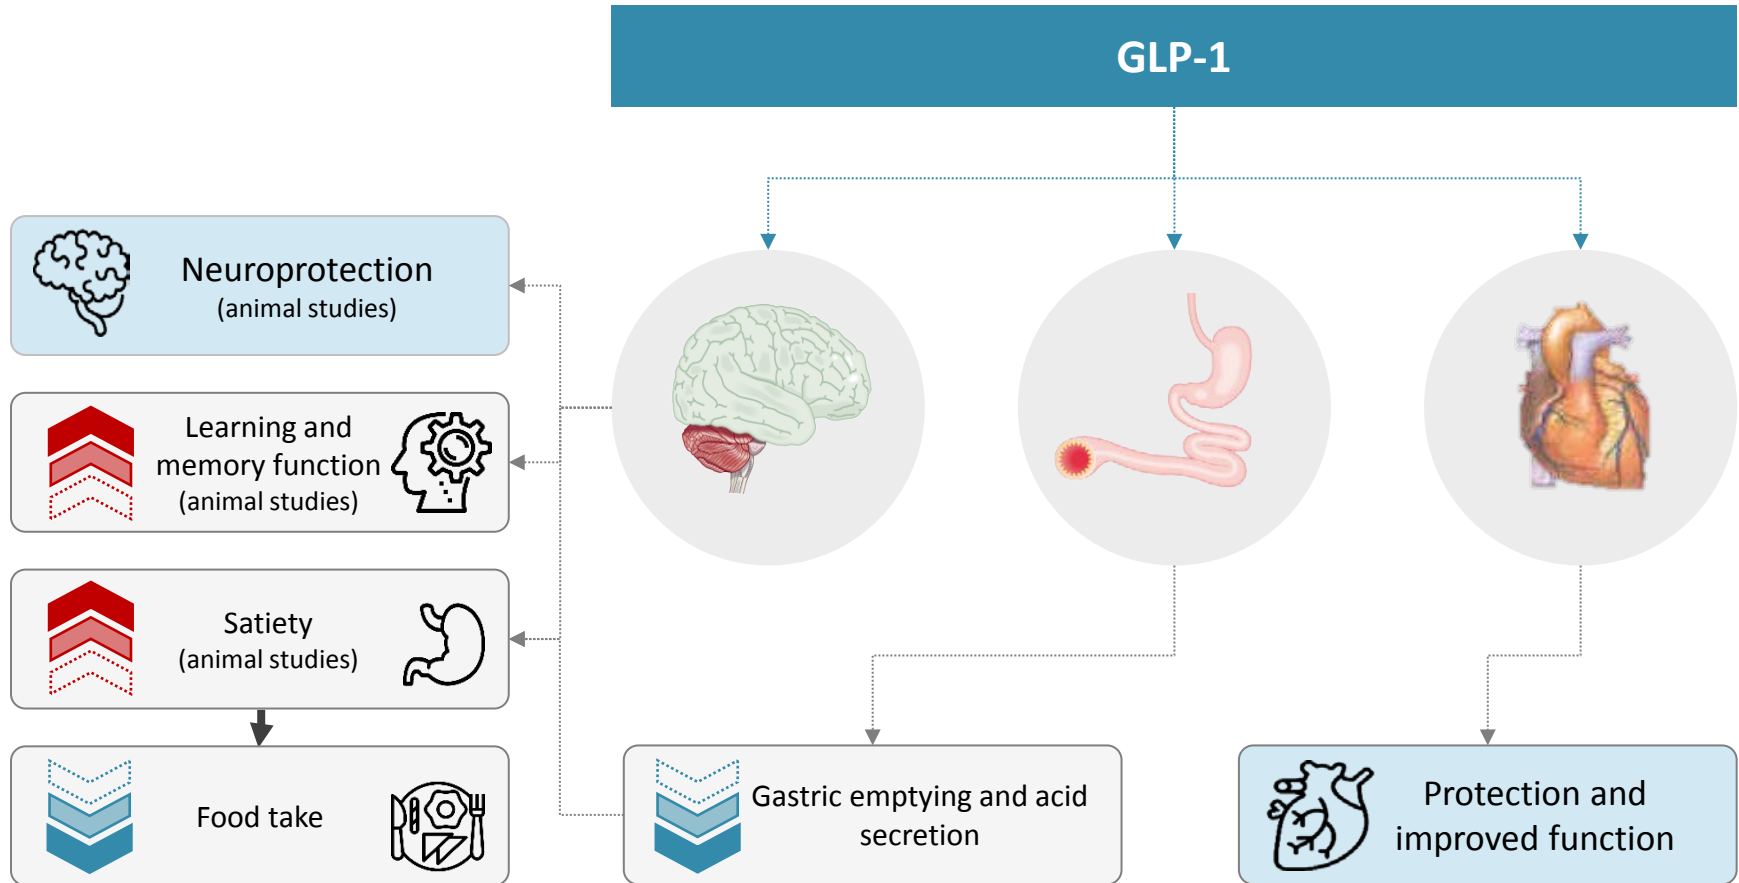 GLP-1
Neuroprotection
(animal studies)
Learning and
memory function
(animal studies)
Satiety
(animal studies)
Food take
Gastric emptying and acid
secretion
Protection and
improved function